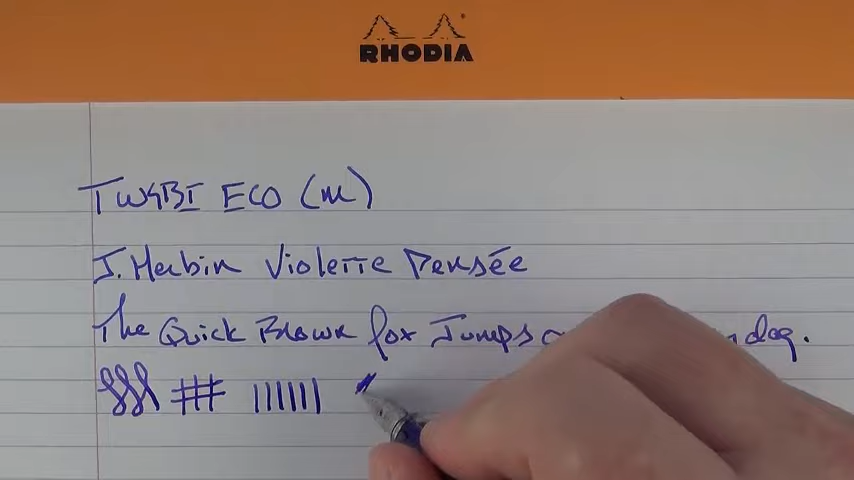 RHODIA
TWSBI ECO (M)
J. Herbin Violette Pensée
The Quick Brown fox Jumps dog.